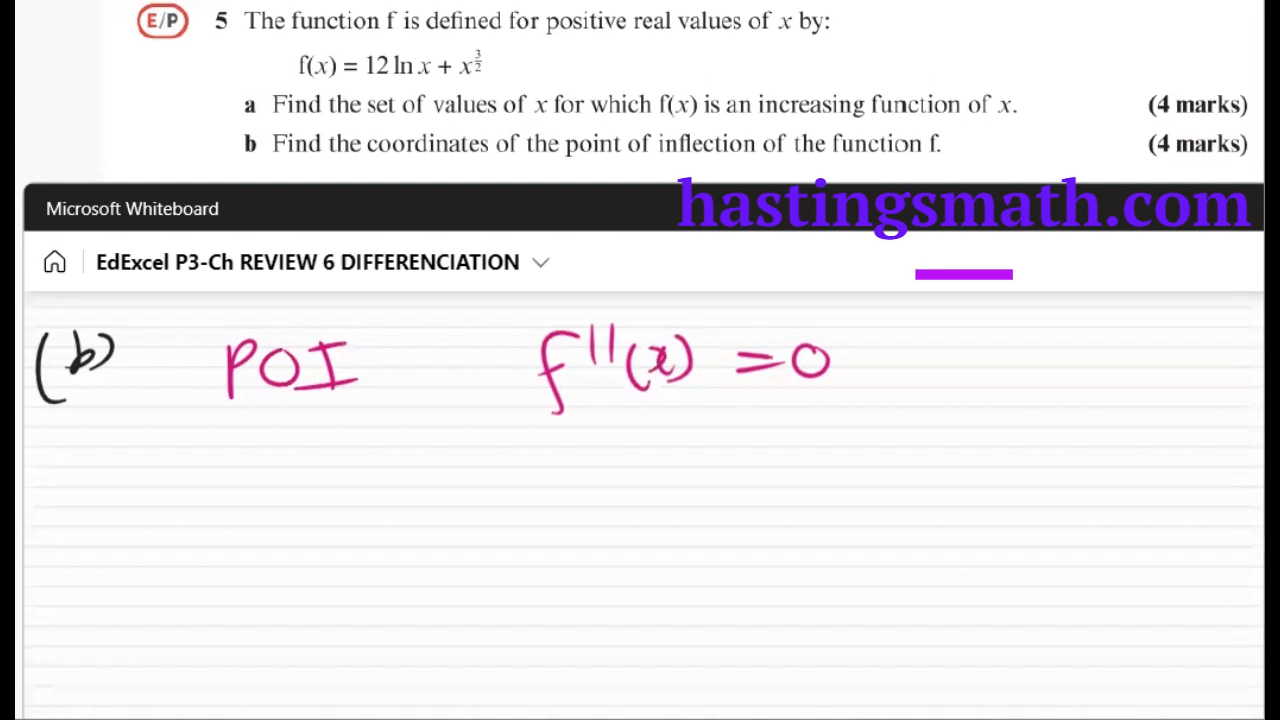 E/P 5 The function f is defined for positive real values of x by:
f(x) = 12 ln x + x^{3/2}
a Find the set of values of x for which f(x) is an increasing function of x. (4 marks)
b Find the coordinates of the point of inflection of the function f. (4 marks)
Microsoft Whiteboard hastingsmath.com
EdExcel P3-Ch REVIEW 6 DIFFERENCIATION
(b) POI f''(x) = 0